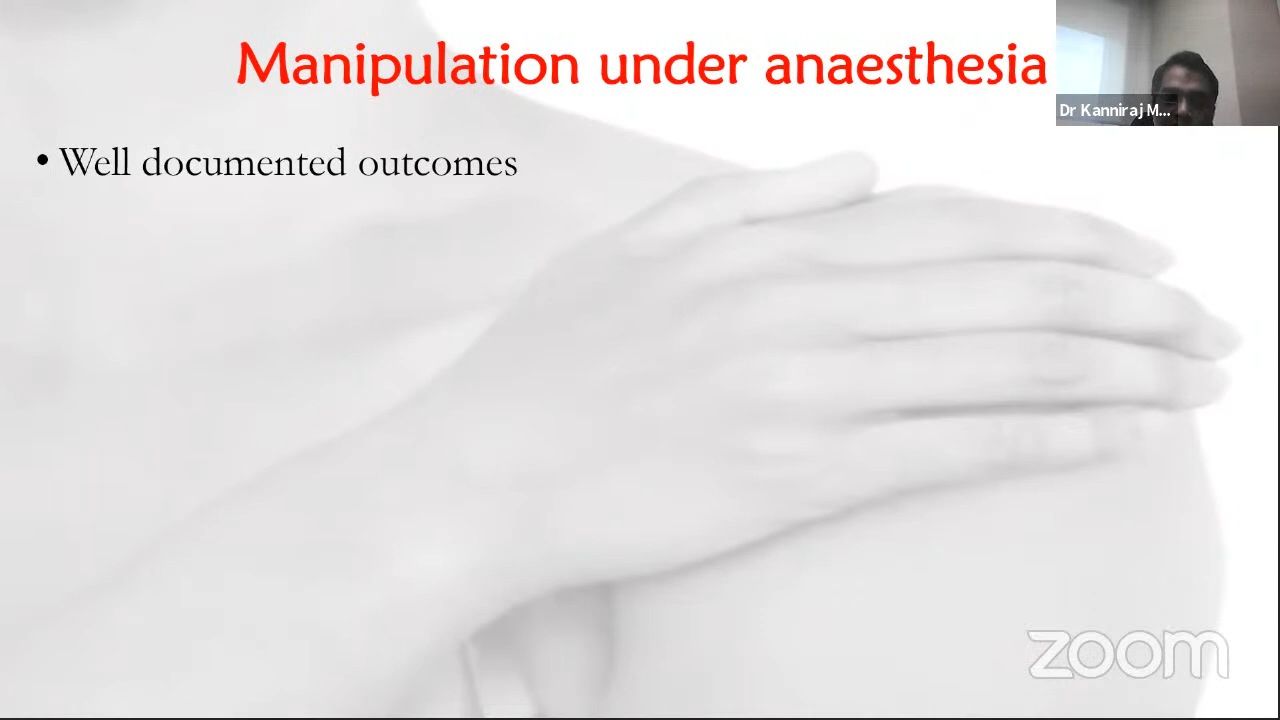 Manipulation under anaesthesia
Dr Kanniraj M...
• Well documented outcomes
zoom